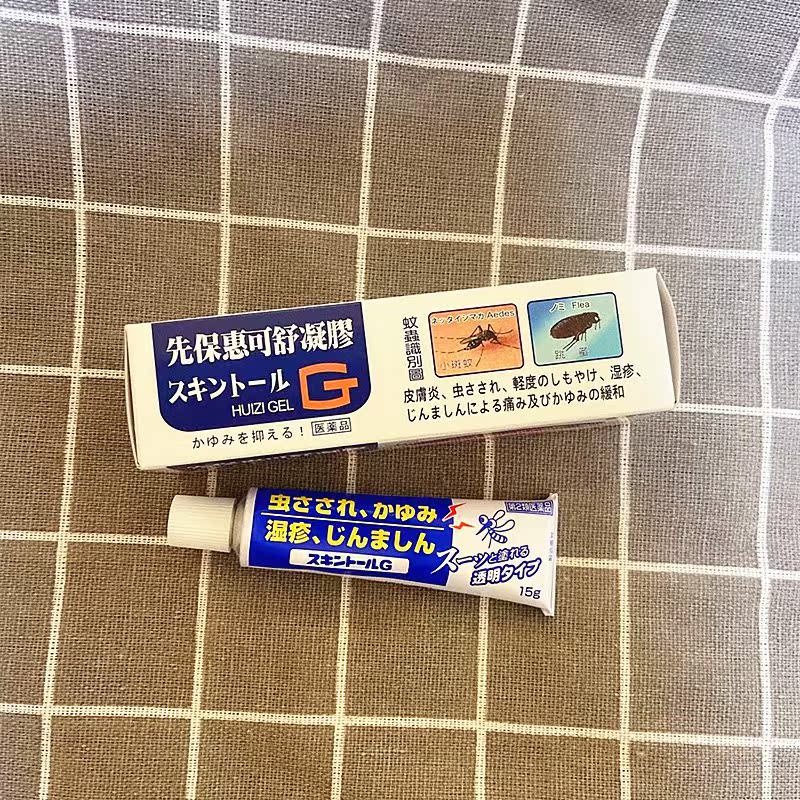 先保惠可舒凝膠
スキントール G
HUIZI GEL
かゆみを抑える！ 医薬品
蚊蟲識別圖
ネッタイシマカ Aedes
小斑蚊
ノミ Flea
跳蚤
皮膚炎、虫さされ、軽度のしもやけ、湿疹、
じんましんによる痛み及びかゆみの緩和
虫さされ、かゆみ
湿疹、じんましん
スキントールG
第2類医薬品
スーッと塗れる
透明タイプ
15g